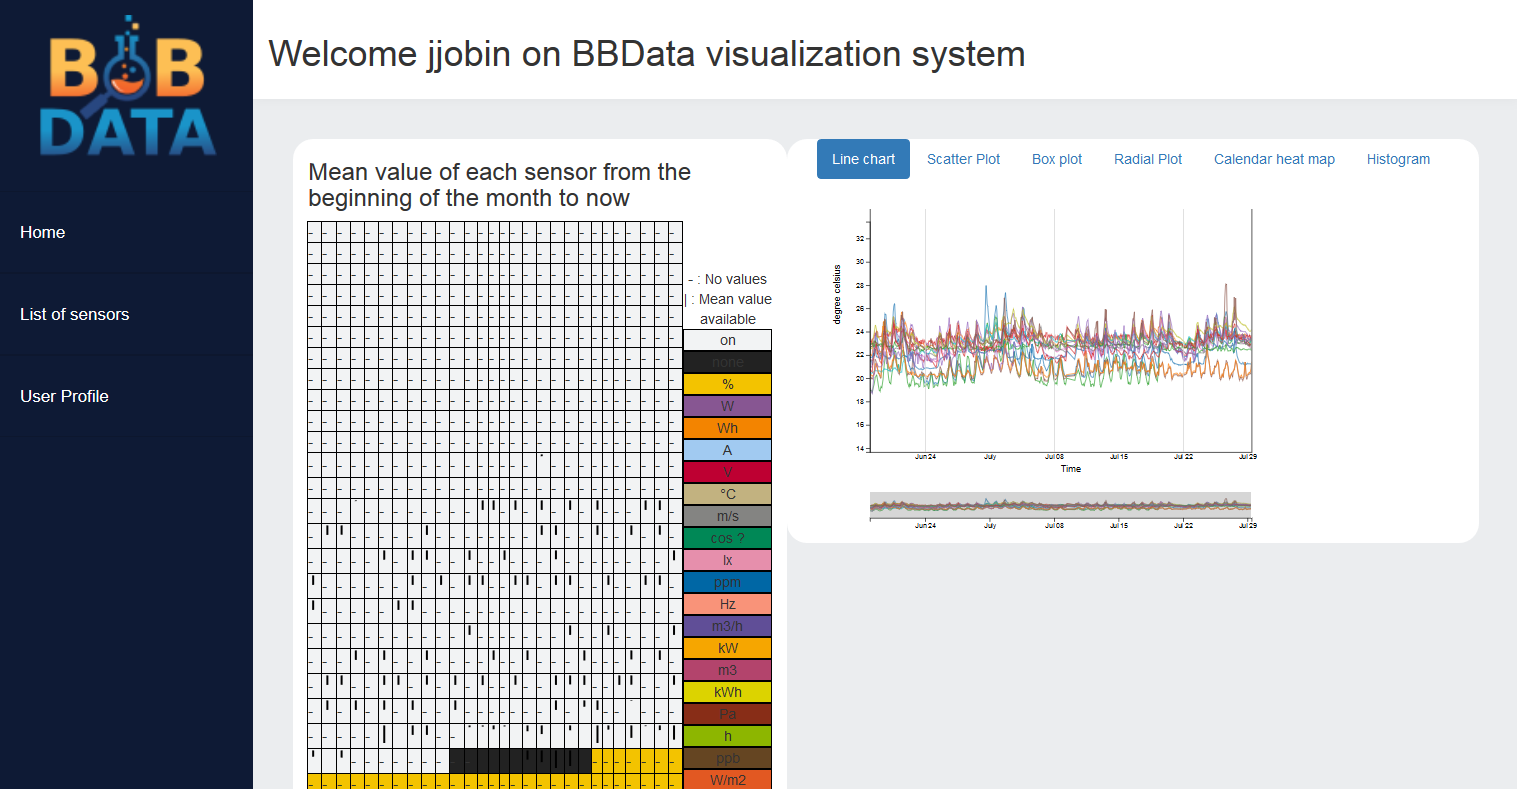 BOB
DATA
Home
List of sensors
User Profile
Welcome jjobin on BBData visualization system
Mean value of each sensor from the
beginning of the month to now
- : No values
| : Mean value
available
on
none
%
W
Wh
A
V
°C
m/s
cos ?
lx
ppm
Hz
m3/h
kW
m3
kWh
Pa
h
ppb
W/m2
Line chart
Scatter Plot
Box plot
Radial Plot
Calendar heat map
Histogram
degree celsius
32
30
28
26
24
22
20
18
16
14
Jun 24
July
Jul 08
Jul 15
Jul 22
Jul 29
Time
Jun 24
July
Jul 08
Jul 15
Jul 22
Jul 29